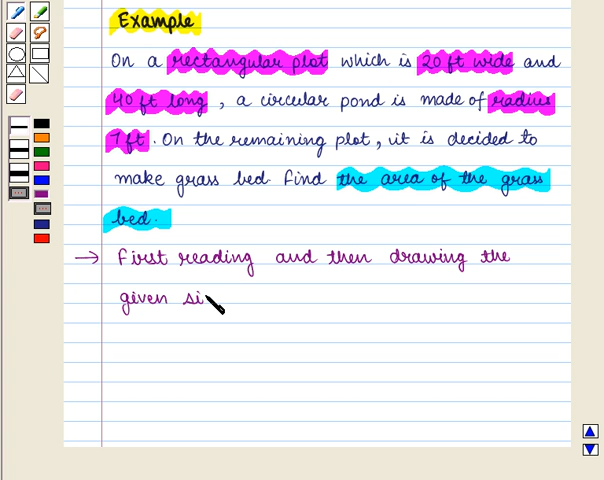 Example
On a rectangular plot which is 20 ft wide and
40 ft long, a circular pond is made of radius
7 ft. On the remaining plot, it is decided to
make grass bed. Find the area of the grass
bed.
→ First reading and then drawing the
given si